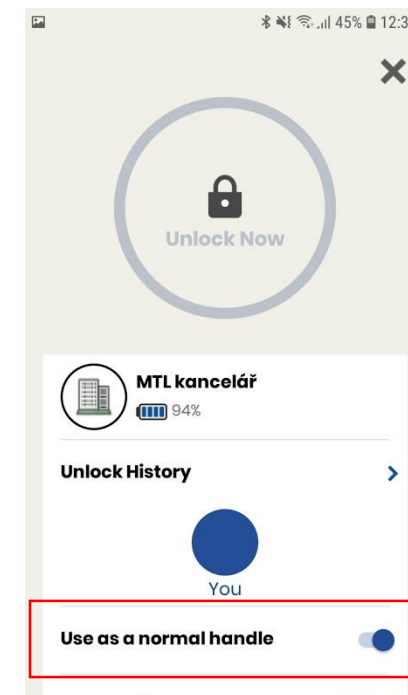 45% 12:3
Unlock Now
MTL kancelář
94%
Unlock History
You
Use as a normal handle